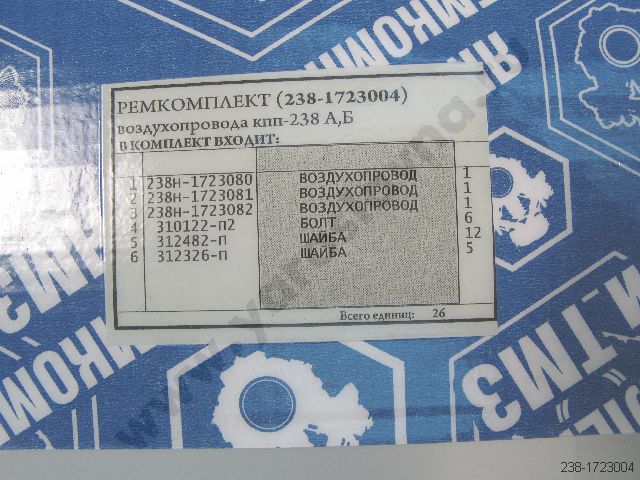 РЕМКОМПЛЕКТ (238-1723004)
воздухопровода кпп-238 А,Б
В КОМПЛЕКТ ВХОДИТ:
1 238н-1723080 ВОЗДУХОПРОВОД 1
2 238н-1723081 ВОЗДУХОПРОВОД 1
3 238н-1723082 ВОЗДУХОПРОВОД 1
4 310122-п2 БОЛТ 6
5 312482-п ШАЙБА 12
6 312326-п ШАЙБА 5
Всего единиц: 26
238-1723004